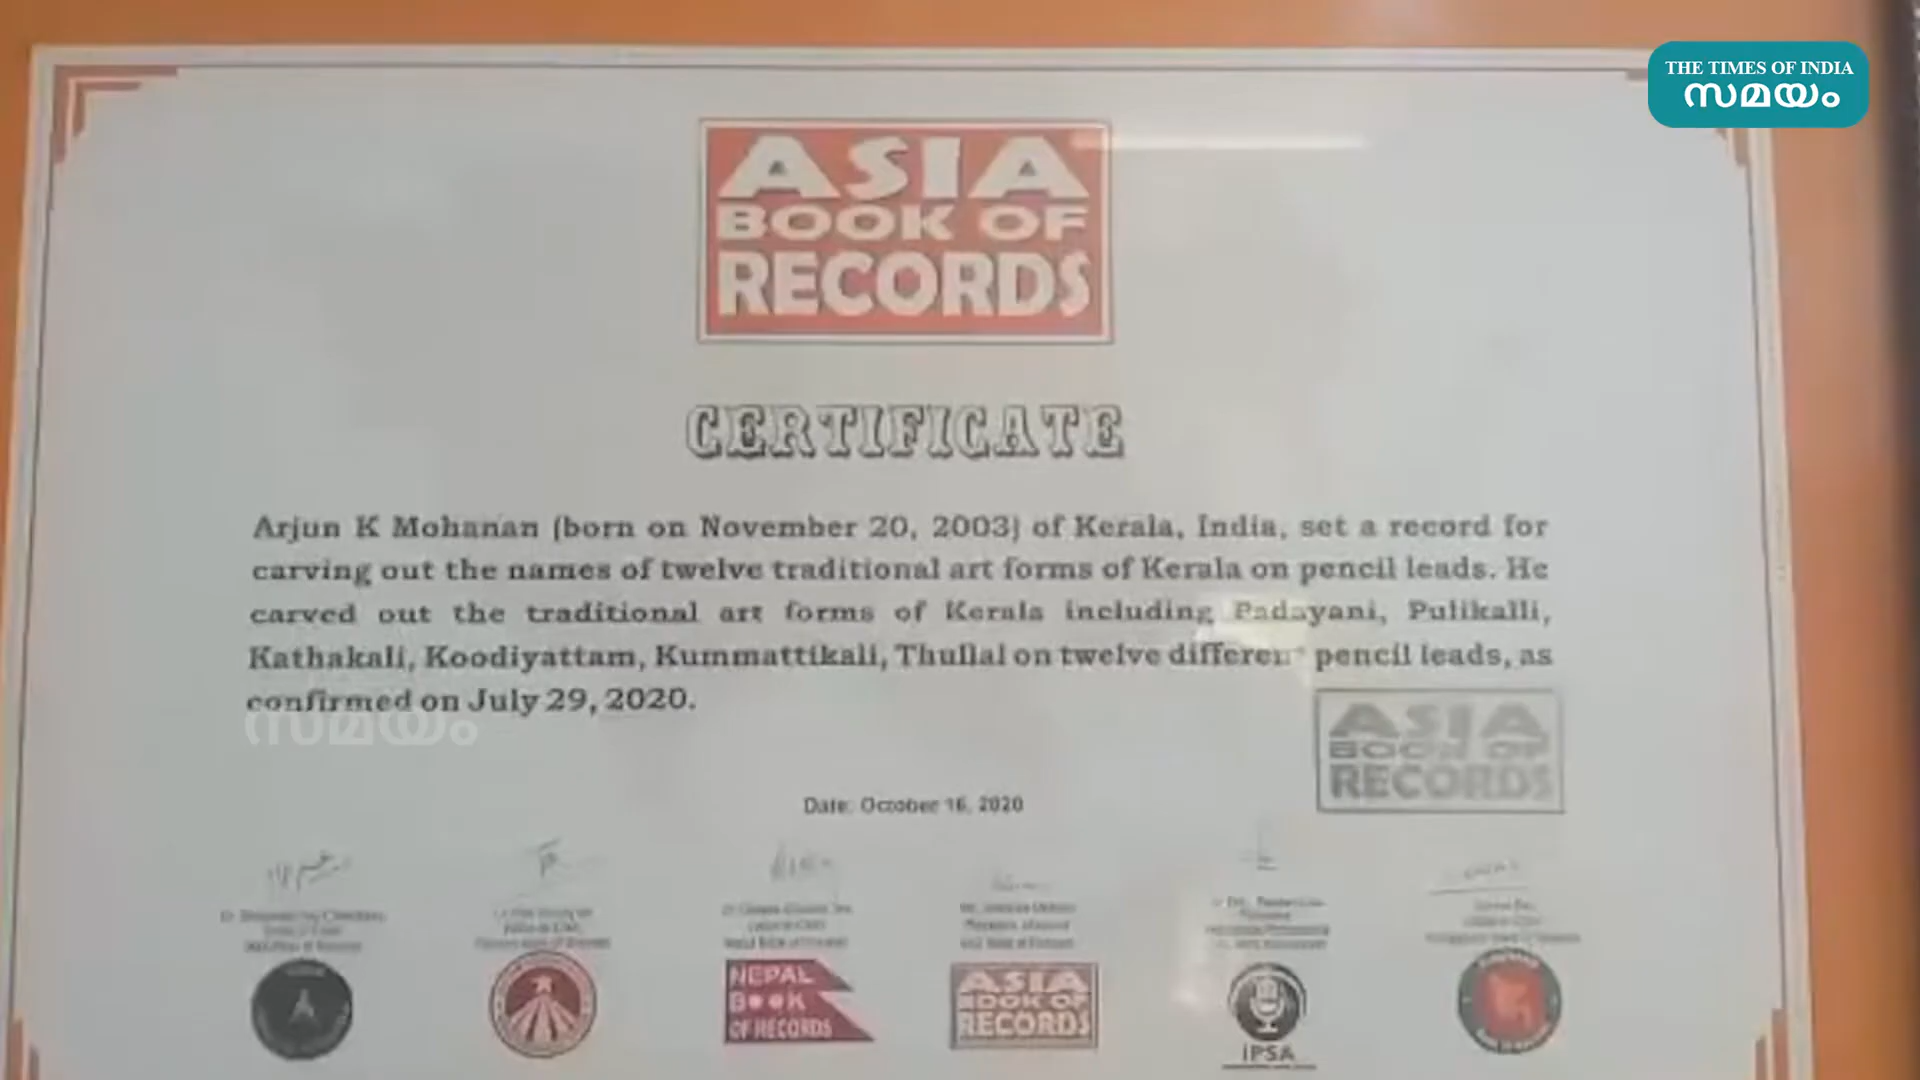 THE TIMES OF INDIA
സമയം
ASIA
BOOK OF
RECORDS
CERTIFICATE
Arjun K Mohanan (born on November 20, 2003) of Kerala, India, set a record for
carving out the names of twelve traditional art forms of Kerala on pencil leads. He
carved out the traditional art forms of Kerala including Padayani, Pulikalli,
Kathakali, Koodiyattam, Kummattikali, Thullal on twelve different pencil leads, as
confirmed on July 29, 2020.
സമയം
ASIA
BOOK OF
RECORDS
Date: October 16, 2020
NEPAL
BOOK
OF RECORDS
ASIA
BOOK OF
RECORDS
IPSA